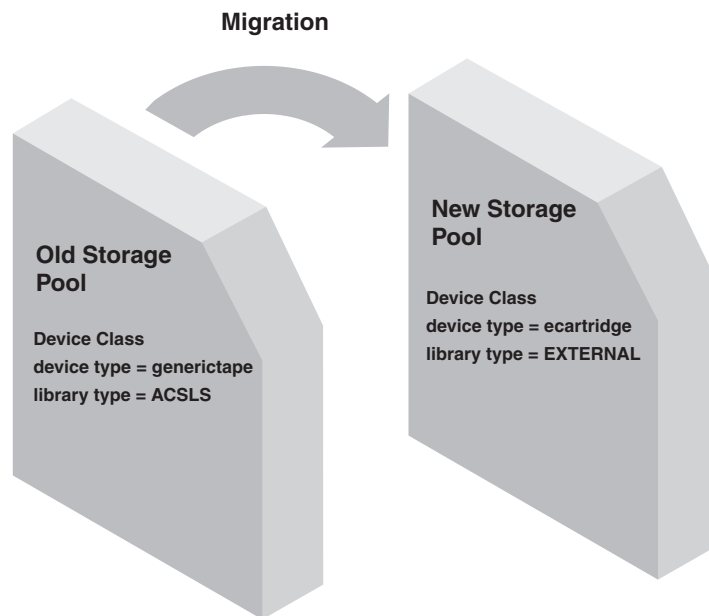 Migration
Old Storage
Pool
Device Class
device type = generictape
library type = ACSLS
New Storage
Pool
Device Class
device type = ecartridge
library type = EXTERNAL